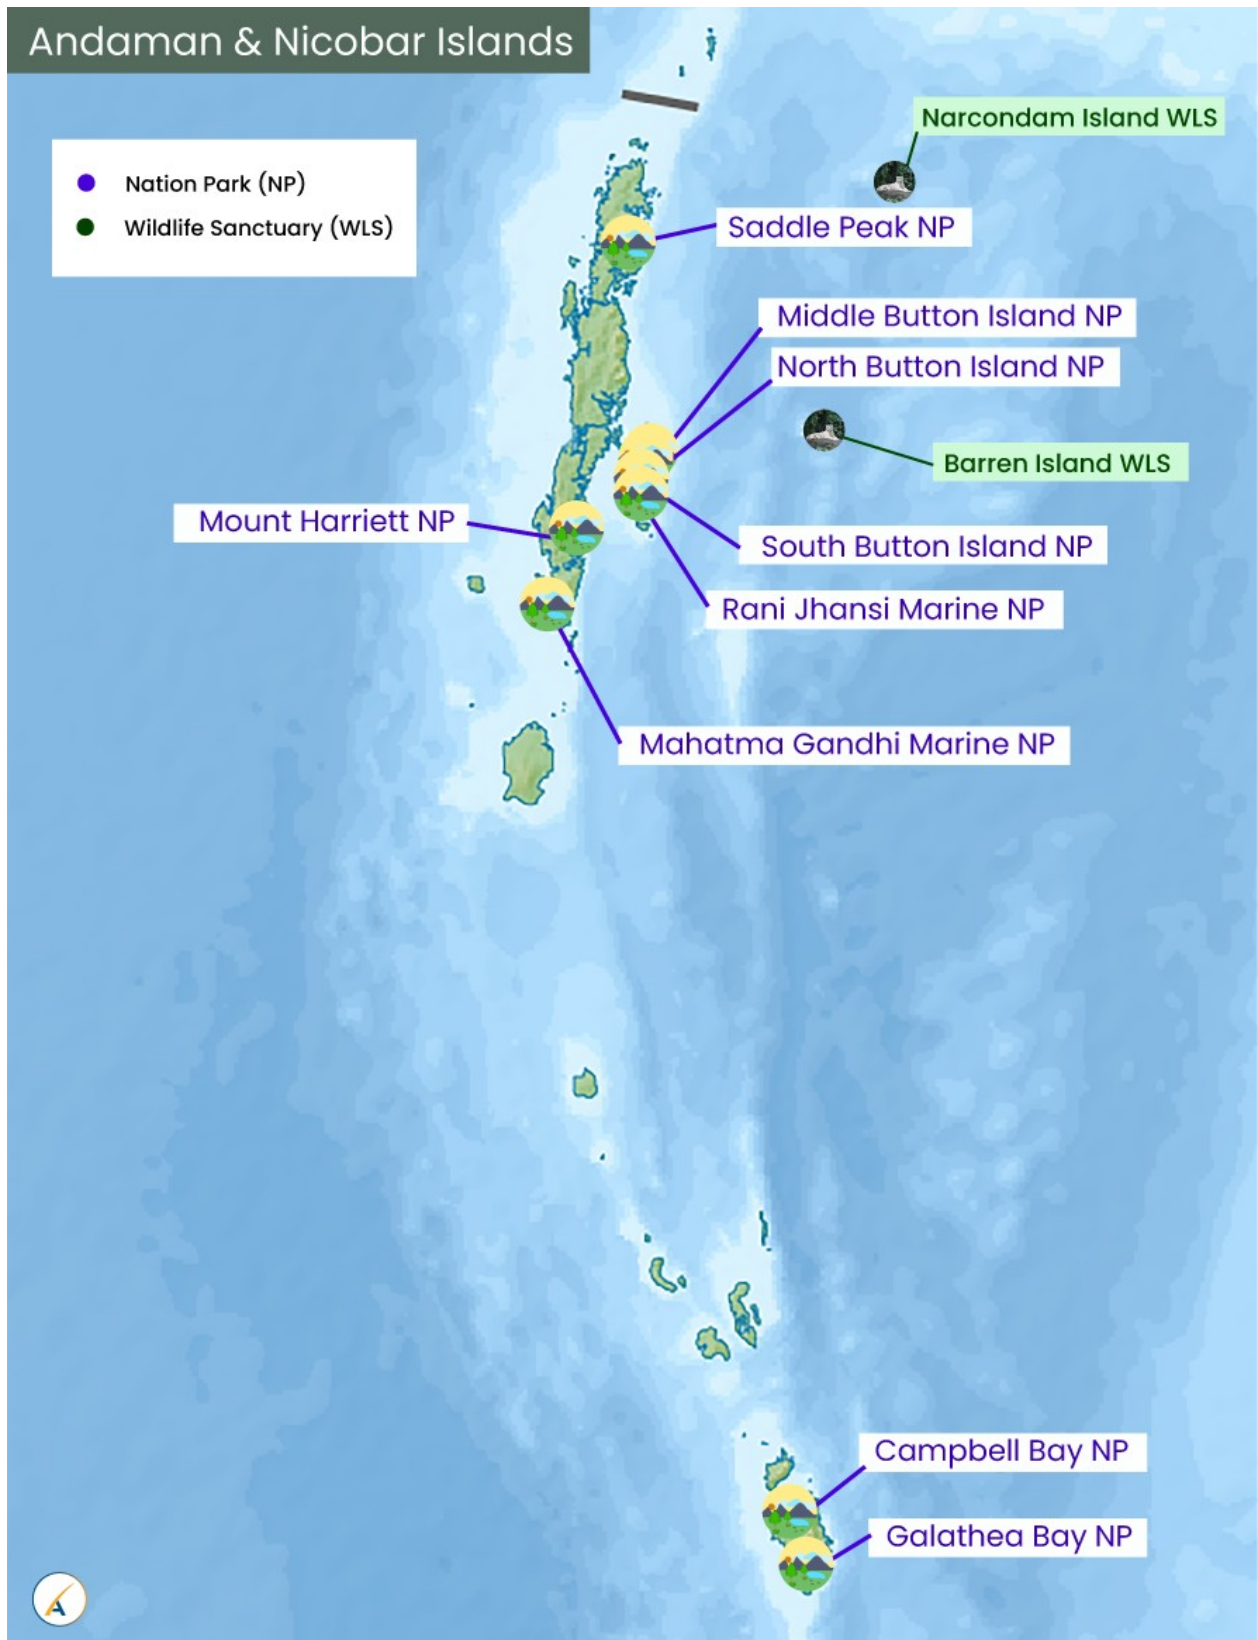 Andaman & Nicobar Islands
Narcondam Island WLS
Nation Park (NP)
Wildlife Sanctuary (WLS)
Saddle Peak NP
Middle Button Island NP
North Button Island NP
Barren Island WLS
Mount Harriett NP
South Button Island NP
Rani Jhansi Marine NP
Mahatma Gandhi Marine NP
Campbell Bay NP
Galathea Bay NP